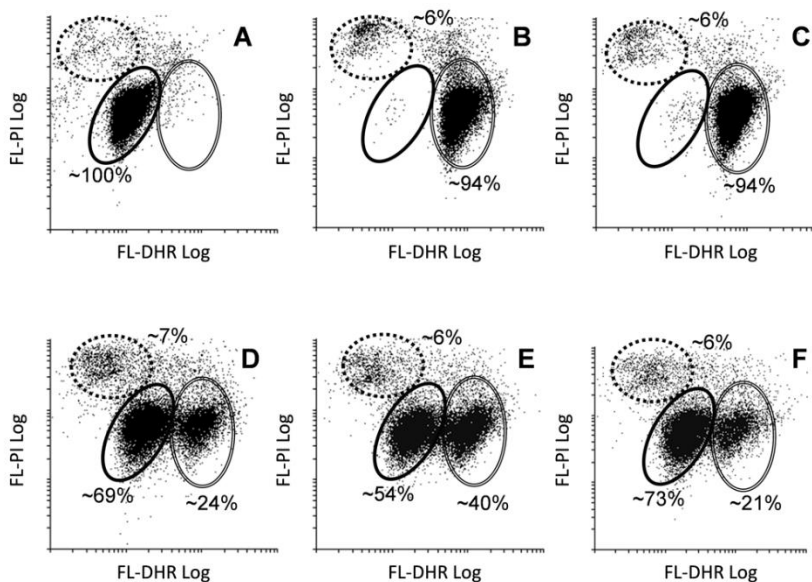 A
~100%
FL-PI Log
FL-DHR Log
~6%
B
~94%
FL-PI Log
FL-DHR Log
~6%
C
~94%
FL-PI Log
FL-DHR Log
~7%
D
~69%
~24%
FL-PI Log
FL-DHR Log
~6%
E
~54%
~40%
FL-PI Log
FL-DHR Log
~6%
F
~73%
~21%
FL-PI Log
FL-DHR Log